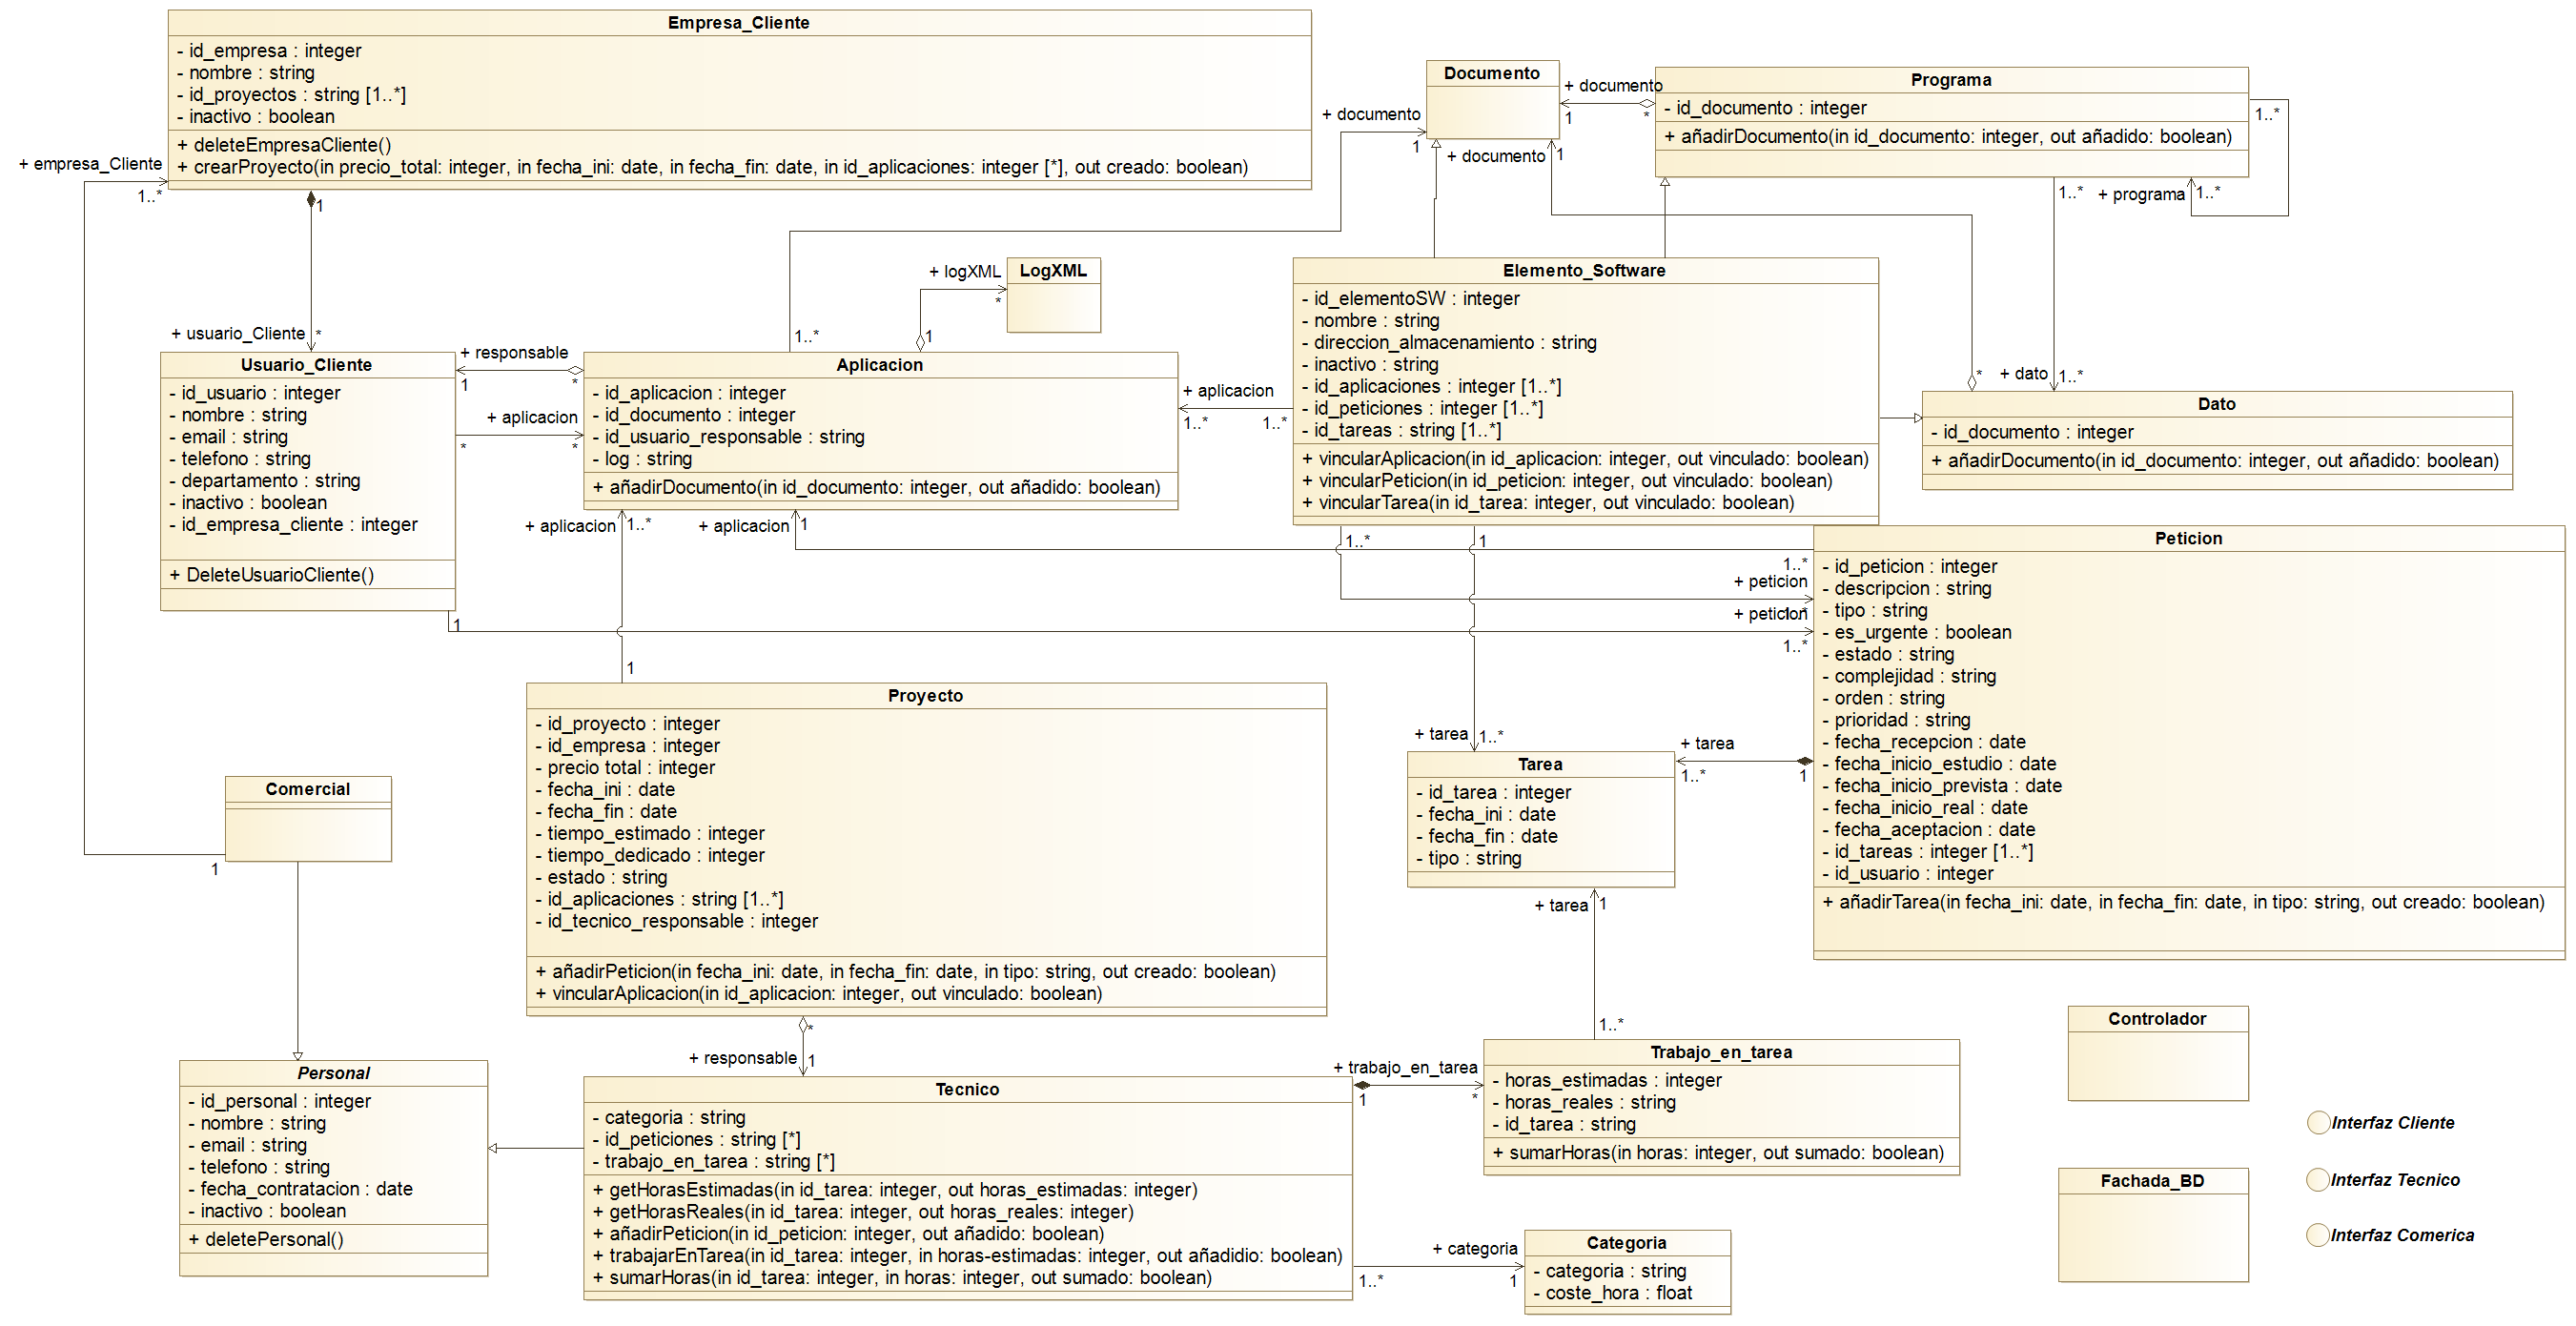 Empresa_Cliente
- id_empresa : integer
- nombre : string
- id_proyectos : string [1..*]
- inactivo : boolean
+ deleteEmpresaCliente()
+ crearProyecto(in precio_total: integer, in fecha_ini: date, in fecha_fin: date, in id_aplicaciones: integer [*], out creado: boolean)
+ empresa_Cliente
1..*
1
+ usuario_Cliente
*
Documento
+ documento
1
+ documento
1
*
+ documento
1
Programa
- id_documento : integer
+ añadirDocumento(in id_documento: integer, out añadido: boolean)
1..*
+ programa
1..*
1..*
+ dato
1..*
*
LogXML
+ logXML
*
1
1..*
Usuario_Cliente
- id_usuario : integer
- nombre : string
- email : string
- telefono : string
- departamento : string
- inactivo : boolean
- id_empresa_cliente : integer
+ DeleteUsuarioCliente()
+ responsable
1
*
+ aplicacion
*
*
Aplicacion
- id_aplicacion : integer
- id_documento : integer
- id_usuario_responsable : string
- log : string
+ añadirDocumento(in id_documento: integer, out añadido: boolean)
+ aplicacion
1..*
1..*
Elemento_Software
- id_elementoSW : integer
- nombre : string
- direccion_almacenamiento : string
- inactivo : string
- id_aplicaciones : integer [1..*]
- id_peticiones : integer [1..*]
- id_tareas : string [1..*]
+ vincularAplicacion(in id_aplicacion: integer, out vinculado: boolean)
+ vincularPeticion(in id_peticion: integer, out vinculado: boolean)
+ vincularTarea(in id_tarea: integer, out vinculado: boolean)
Dato
- id_documento : integer
+ añadirDocumento(in id_documento: integer, out añadido: boolean)
+ aplicacion
1..*
+ aplicacion
1
1..*
1
1..*
+ peticion
1..*
+ peticion
1..*
1
1
Peticion
- id_peticion : integer
- descripcion : string
- tipo : string
- es_urgente : boolean
- estado : string
- complejidad : string
- orden : string
- prioridad : string
- fecha_recepcion : date
- fecha_inicio_estudio : date
- fecha_inicio_prevista : date
- fecha_inicio_real : date
- fecha_aceptacion : date
- id_tareas : integer [1..*]
- id_usuario : integer
+ añadirTarea(in fecha_ini: date, in fecha_fin: date, in tipo: string, out creado: boolean)
Proyecto
- id_proyecto : integer
- id_empresa : integer
- precio total : integer
- fecha_ini : date
- fecha_fin : date
- tiempo_estimado : integer
- tiempo_dedicado : integer
- estado : string
- id_aplicaciones : string [1..*]
- id_tecnico_responsable : integer
+ añadirPeticion(in fecha_ini: date, in fecha_fin: date, in tipo: string, out creado: boolean)
+ vincularAplicacion(in id_aplicacion: integer, out vinculado: boolean)
+ tarea
1..*
+ tarea
1..*
1
Tarea
- id_tarea : integer
- fecha_ini : date
- fecha_fin : date
- tipo : string
+ tarea
1
1..*
Comercial
1
Personal
- id_personal : integer
- nombre : string
- email : string
- telefono : string
- fecha_contratacion : date
- inactivo : boolean
+ deletePersonal()
*
+ responsable
1
Tecnico
- categoria : string
- id_peticiones : string [*]
- trabajo_en_tarea : string [*]
+ getHorasEstimadas(in id_tarea: integer, out horas_estimadas: integer)
+ getHorasReales(in id_tarea: integer, out horas_reales: integer)
+ añadirPeticion(in id_peticion: integer, out añadido: boolean)
+ trabajarEnTarea(in id_tarea: integer, in horas-estimadas: integer, out añadidio: boolean)
+ sumarHoras(in id_tarea: integer, in horas: integer, out sumado: boolean)
+ trabajo_en_tarea
1
*
Trabajo_en_tarea
- horas_estimadas : integer
- horas_reales : string
- id_tarea : string
+ sumarHoras(in horas: integer, out sumado: boolean)
+ categoria
1..*
1
Categoria
- categoria : string
- coste_hora : float
Controlador
Fachada_BD
Interfaz Cliente
Interfaz Tecnico
Interfaz Comerica